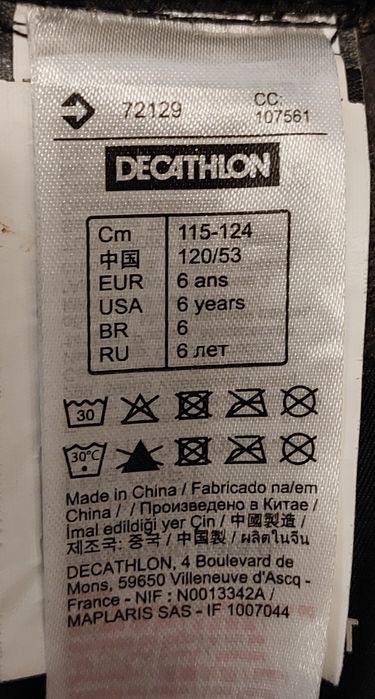 72129 CC: 107561
DECATHLON
Cm 115-124
中国 120/53
EUR 6 ans
USA 6 years
BR 6
RU 6 лет
30
30°C
Made in China / Fabricado na/em
China / / Произведено в Китае /
İmal edildiği yer Çin / 中國製造 /
제조국: 중국 / 中国製 / ผลิตในจีน
DECATHLON, 4 Boulevard de
Mons, 59650 Villeneuve d'Ascq -
France - NIF : N0013342A /
MAPLARIS SAS - IF 1007044